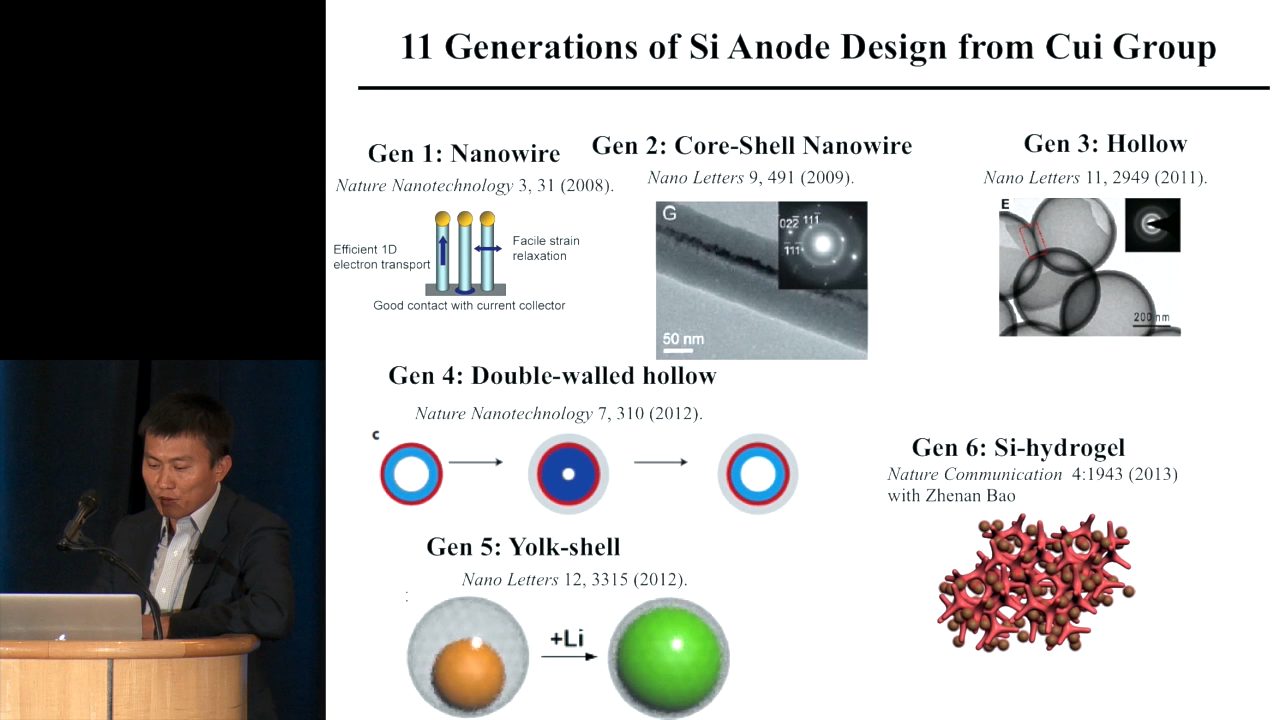 11 Generations of Si Anode Design from Cui Group
Gen 1: Nanowire
Nature Nanotechnology 3, 31 (2008).
Efficient 1D
electron transport
Facile strain
relaxation
Good contact with current collector
Gen 2: Core-Shell Nanowire
Nano Letters 9, 491 (2009).
G
02̄2̄ 111̄
1̄11̄
50 nm
Gen 3: Hollow
Nano Letters 11, 2949 (2011).
E
200 nm
Gen 4: Double-walled hollow
Nature Nanotechnology 7, 310 (2012).
c
Gen 5: Yolk-shell
Nano Letters 12, 3315 (2012).
+Li
Gen 6: Si-hydrogel
Nature Communication 4:1943 (2013)
with Zhenan Bao